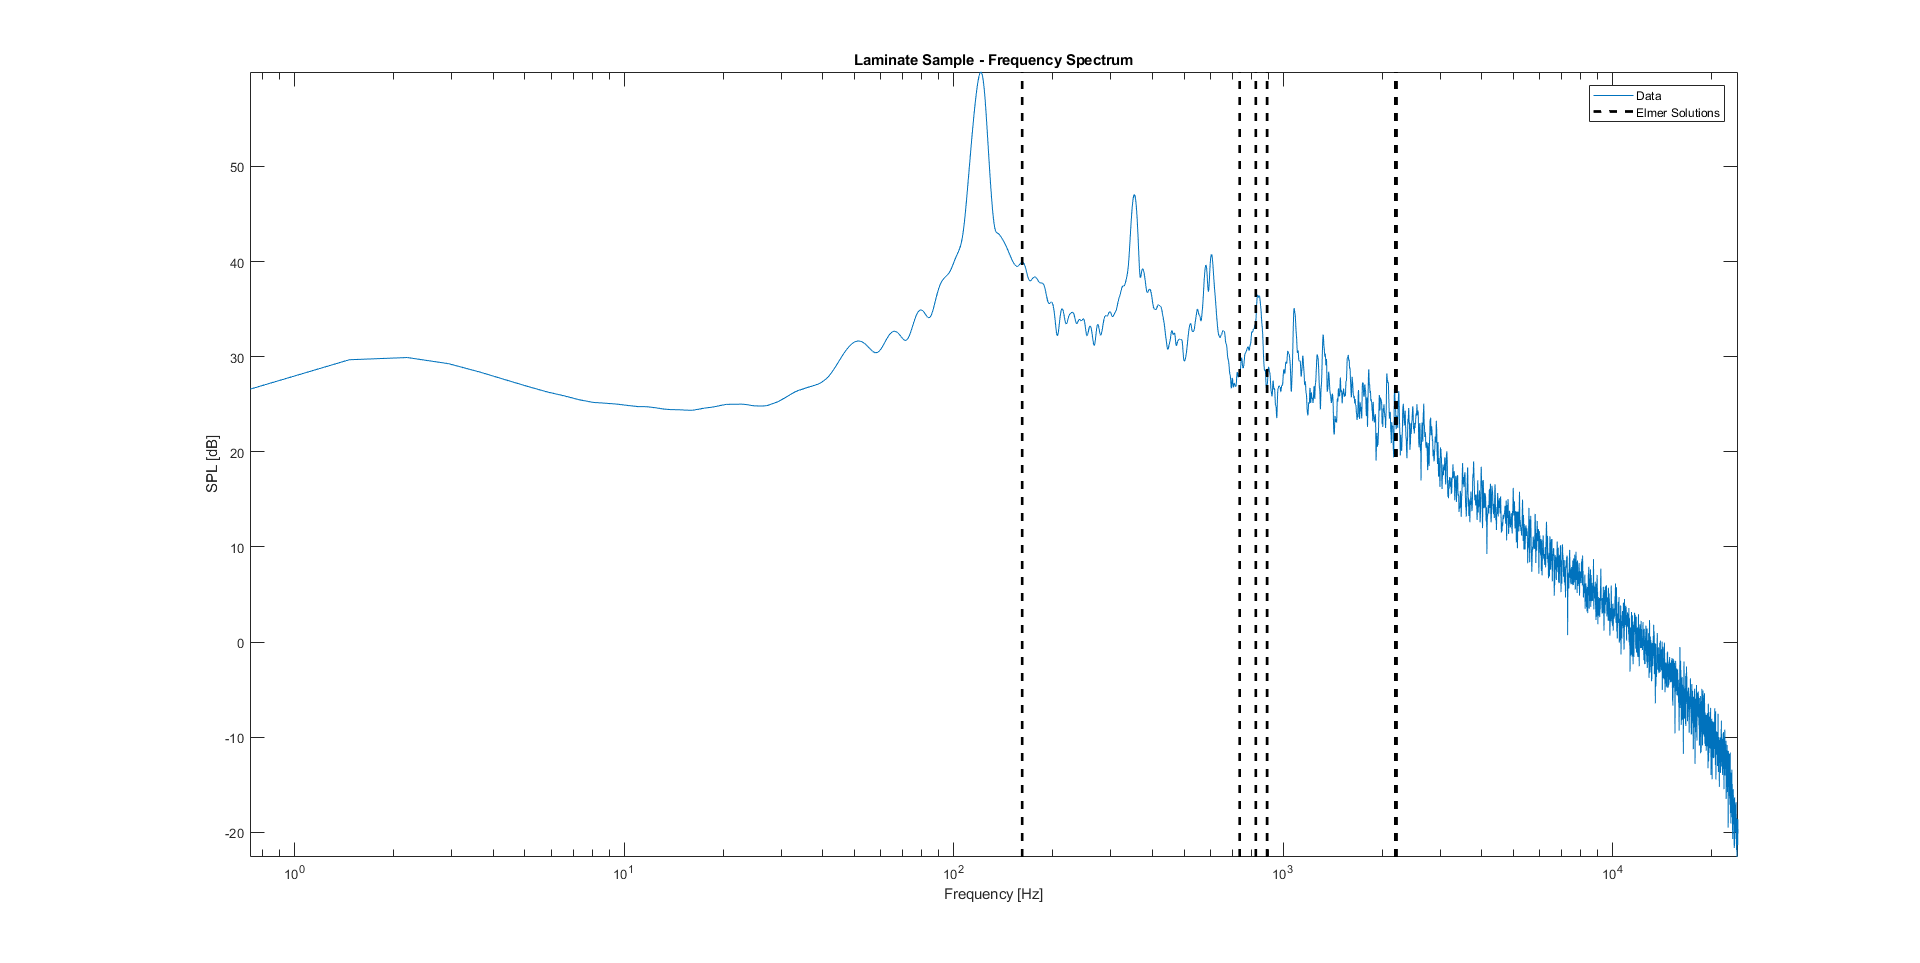 Laminate Sample - Frequency Spectrum
Data
Elmer Solutions
SPL [dB]
50
40
30
20
10
0
-10
-20
10^0 10^1 10^2 10^3 10^4
Frequency [Hz]